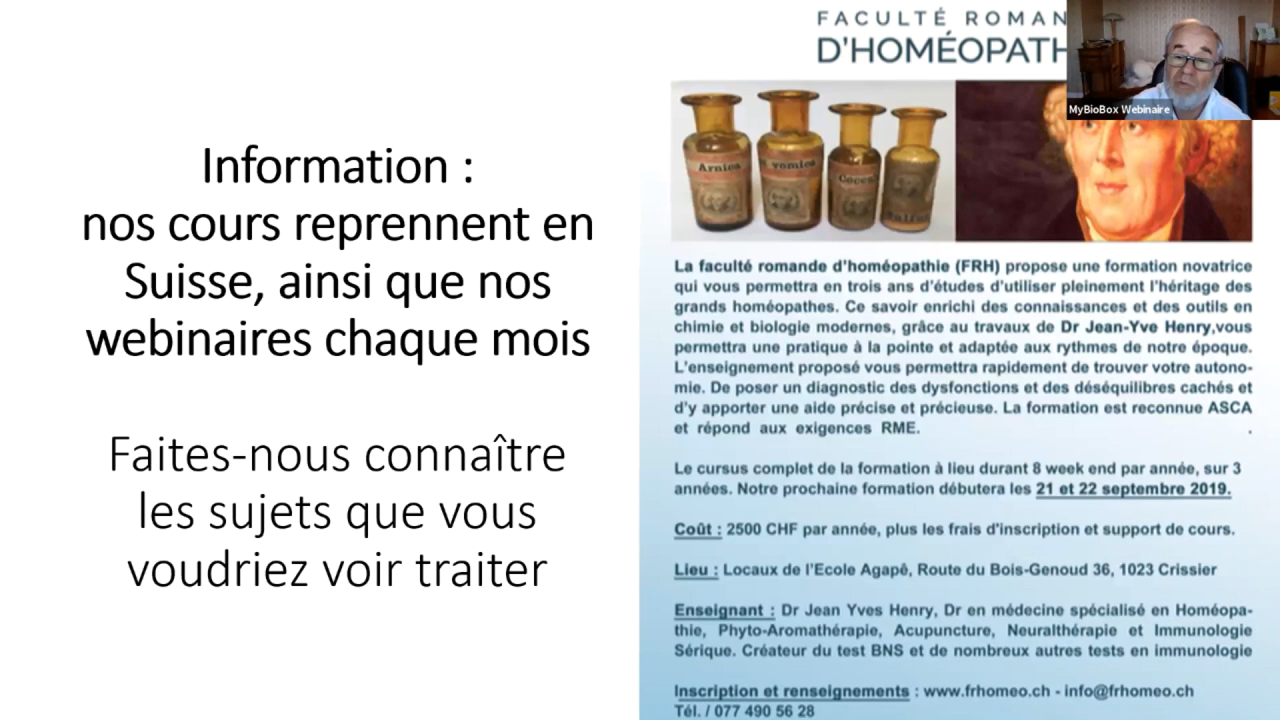 Information :
nos cours reprennent en
Suisse, ainsi que nos
webinaires chaque mois
Faites-nous connaître
les sujets que vous
voudriez voir traiter
FACULTÉ ROMAN
D'HOMÉOPATH
MyBioBox Webinaire
Arnica
vomica
La faculté romande d'homéopathie (FRH) propose une formation novatrice
qui vous permettra en trois ans d'études d'utiliser pleinement l'héritage des
grands homéopathes. Ce savoir enrichi des connaissances et des outils en
chimie et biologie modernes, grâce au travaux de Dr Jean-Yve Henry,vous
permettra une pratique à la pointe et adaptée aux rythmes de notre époque.
L'enseignement proposé vous permettra rapidement de trouver votre autono-
mie. De poser un diagnostic des dysfonctions et des déséquilibres cachés et
d'y apporter une aide précise et précieuse. La formation est reconnue ASCA
et répond aux exigences RME. .
Le cursus complet de la formation à lieu durant 8 week end par année, sur 3
années. Notre prochaine formation débutera les 21 et 22 septembre 2019.
Coût : 2500 CHF par année, plus les frais d'inscription et support de cours.
Lieu : Locaux de l'Ecole Agapê, Route du Bois-Genoud 36, 1023 Crissier
Enseignant : Dr Jean Yves Henry, Dr en médecine spécialisé en Homéopa-
thie, Phyto-Aromathérapie, Acupuncture, Neuralthérapie et Immunologie
Sérique. Créateur du test BNS et de nombreux autres tests en immunologie
Inscription et renseignements : www.frhomeo.ch - info@frhomeo.ch
Tél. / 077 490 56 28